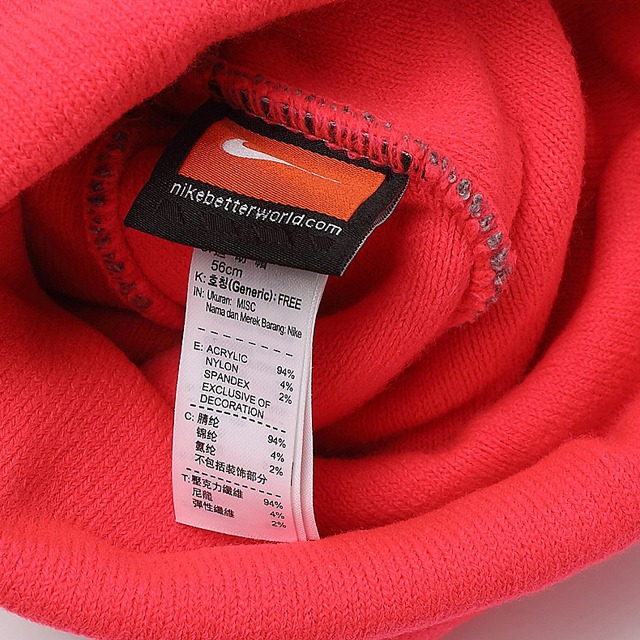 nikebetterworld.com
56cm
K: 호칭(Generic): FREE
IN: Ukuran: MISC
Nama dan Merek Barang: Nike
E: ACRYLIC 94%
NYLON 4%
SPANDEX 2%
EXCLUSIVE OF
DECORATION
C: 腈纶 94%
锦纶 4%
氨纶 2%
不包括装饰部分
T: 壓克力纖維 94%
尼龍 4%
彈性纖維 2%